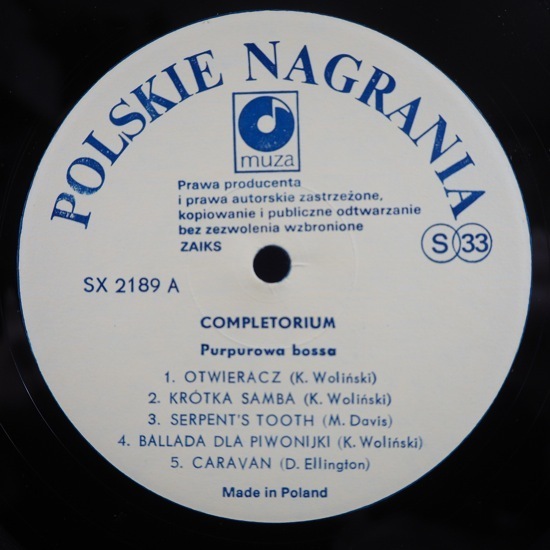 POLSKIE NAGRANIA
muza
Prawa producenta
i prawa autorskie zastrzeżone,
kopiowanie i publiczne odtwarzanie
bez zezwolenia wzbronione
ZAIKS
S 33
SX 2189 A
COMPLETORIUM
Purpurowa bossa
1. OTWIERACZ (K. Woliński)
2. KRÓTKA SAMBA (K. Woliński)
3. SERPENT'S TOOTH (M. Davis)
4. BALLADA DLA PIWONIJKI (K. Woliński)
5. CARAVAN (D. Ellington)
Made in Poland